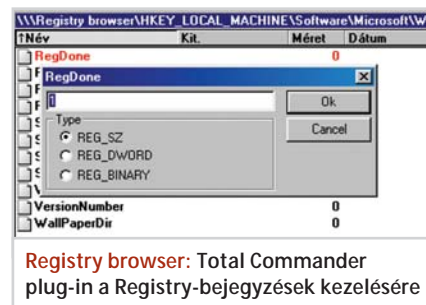 \\\Registry browser\HKEY_LOCAL_MACHINE\Software\Microsoft\W
↑Név Kit. Méret Dátum
RegDone 0
RegDone
1
Ok
Type
Cancel
REG_SZ
REG_DWORD
REG_BINARY
VersionNumber 0
WallPaperDir 0
Registry browser: Total Commander
plug-in a Registry-bejegyzések kezelésére